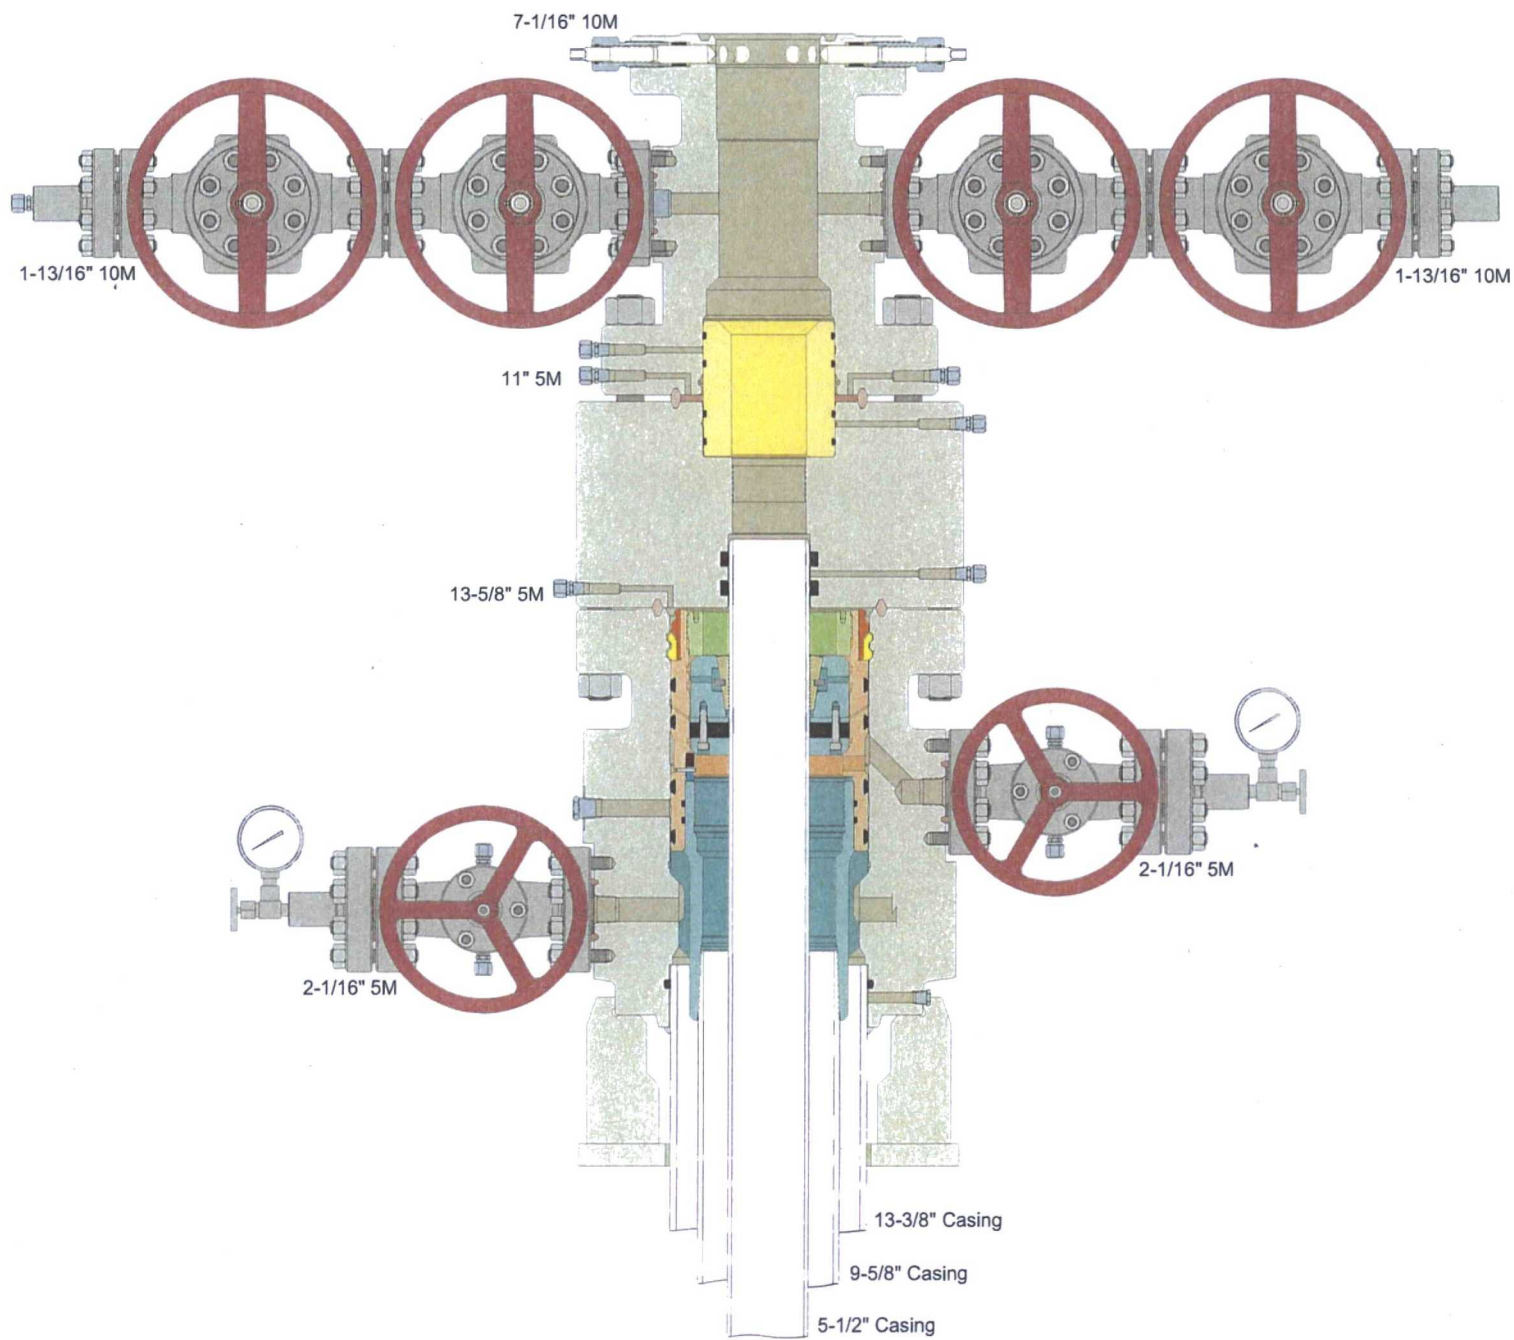 7-1/16" 10M
1-13/16" 10M
1-13/16" 10M
11" 5M
13-5/8" 5M
2-1/16" 5M
2-1/16" 5M
13-3/8" Casing
9-5/8" Casing
5-1/2" Casing